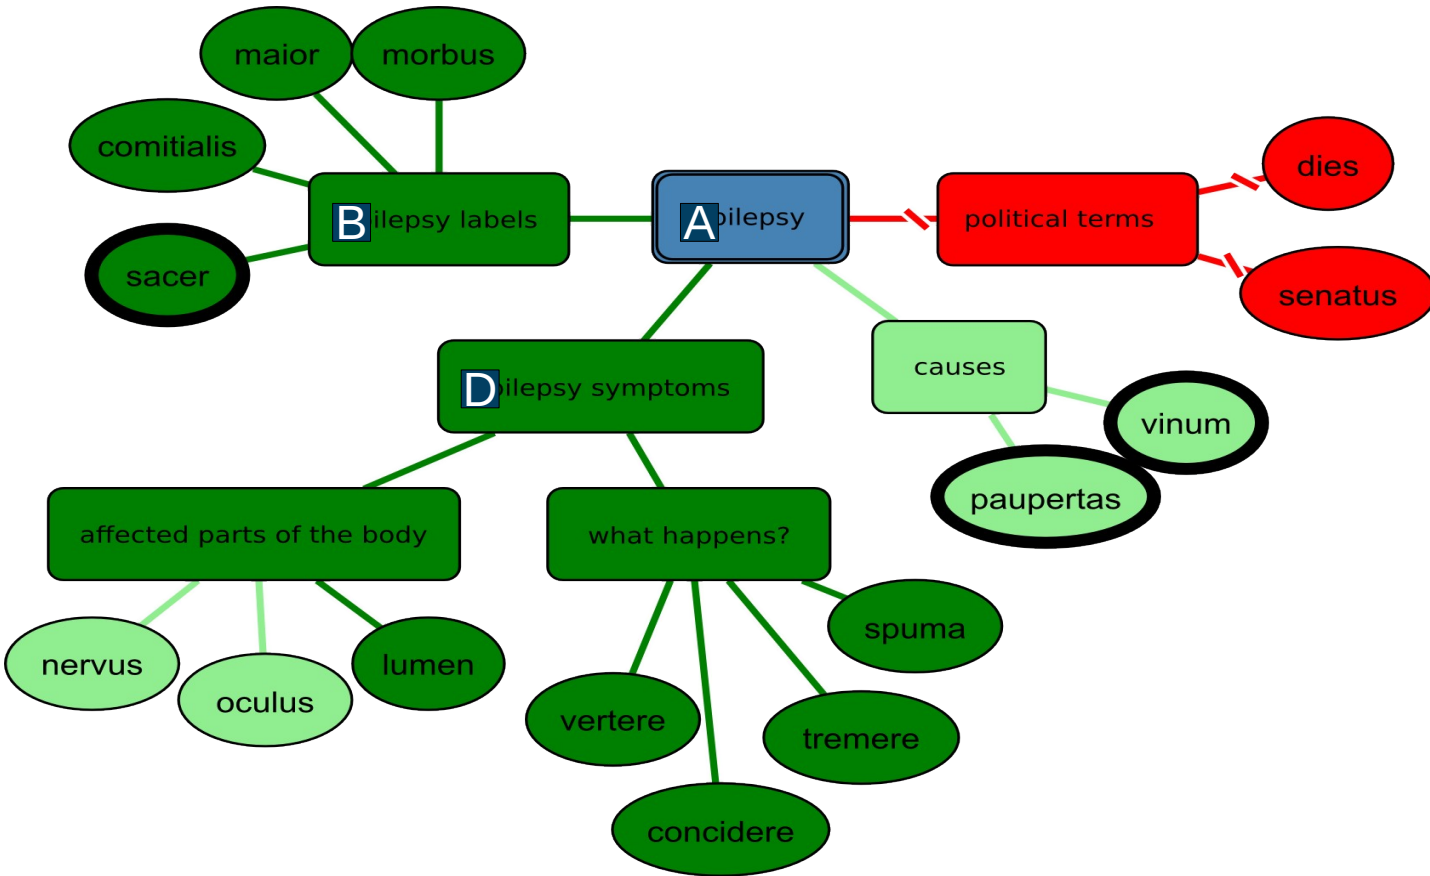 maior
morbus
comitialis
dies
B ilepsy labels
A pilepsy
political terms
sacer
senatus
causes
D ilepsy symptoms
vinum
paupertas
affected parts of the body
what happens?
spuma
nervus
lumen
oculus
vertere
tremere
concidere